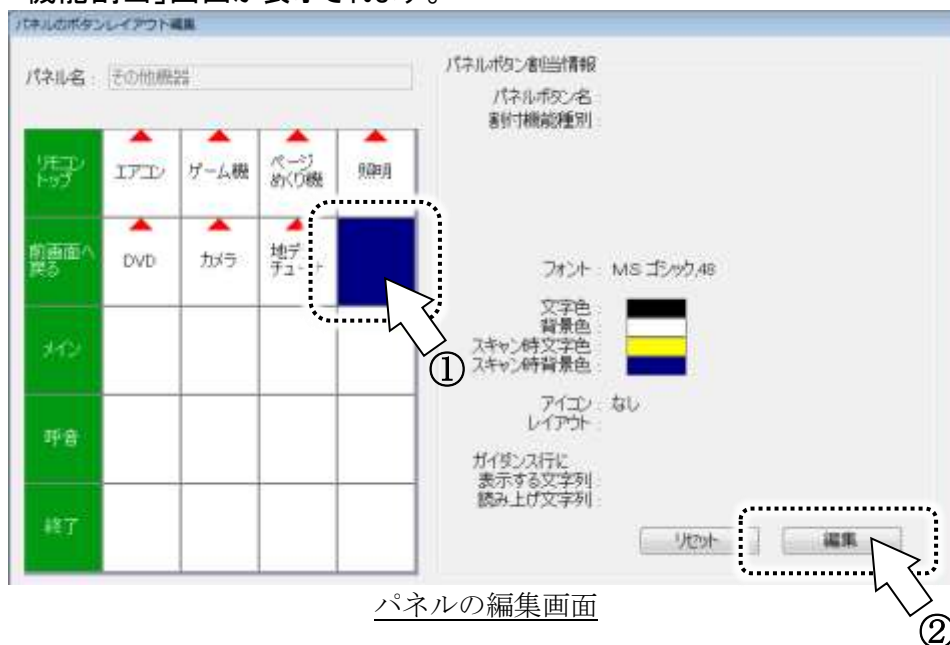 「機能割当」画面が表示されます。
パネルのボタンレイアウト編集
パネル名：その他機器
リモコン
トップ
エアコン
ゲーム機
ページ
めくり機
照明
前画面へ
戻る
DVD
カメラ
地デジ
メイン
呼音
終了
①
パネルボタン割当情報
パネルボタン名：
割付機能種別：
フォント：MS ゴシック,48
文字色：
背景色：
スキャン時文字色：
スキャン時背景色：
アイコン：なし
レイアウト：
ガイダンス行に
表示する文字列：
読み上げ文字列：
リセット
編集
パネルの編集画面
②